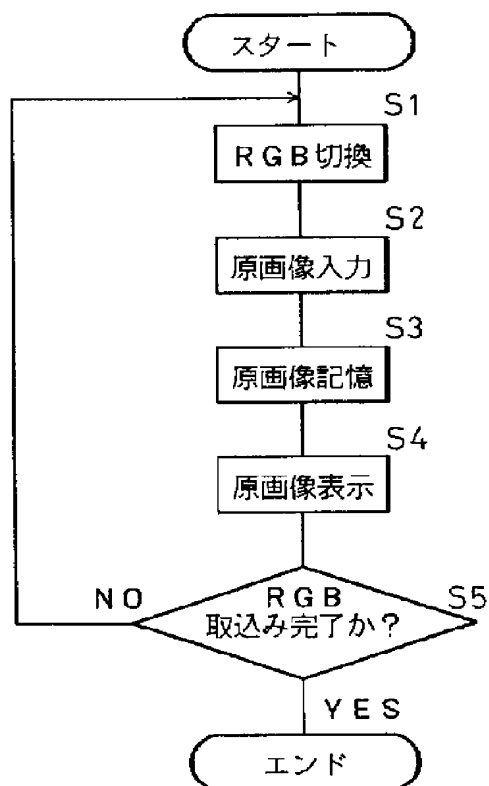 スタート
S1
RGB切換
S2
原画像入力
S3
原画像記憶
S4
原画像表示
NO
RGB
S5
取込み完了か?
YES
エンド